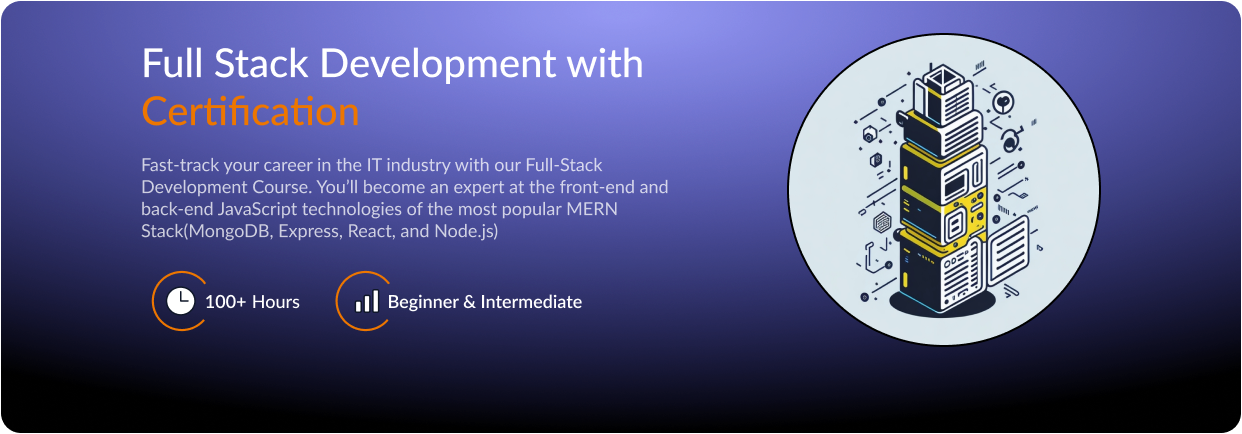 Full Stack Development with
Certification
Fast-track your career in the IT industry with our Full-Stack
Development Course. You’ll become an expert at the front-end and
back-end JavaScript technologies of the most popular MERN
Stack(MongoDB, Express, React, and Node.js)
100+ Hours
Beginner & Intermediate